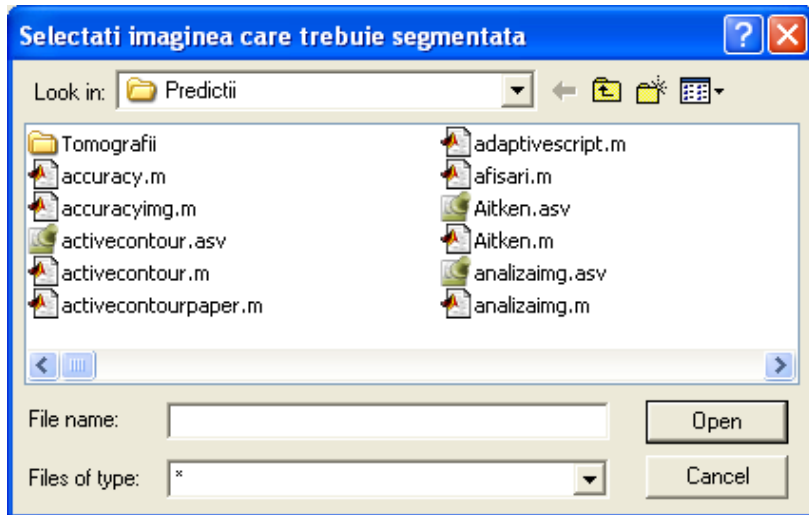 Selectati imaginea care trebuie segmentata
Look in: Predictii
Tomografii
accuracy.m
accuracyimg.m
activecontour.asv
activecontour.m
activecontourpaper.m
adaptivescript.m
afisari.m
Aitken.asv
Aitken.m
analizaimg.asv
analizaimg.m
File name:
Open
Files of type: *
Cancel